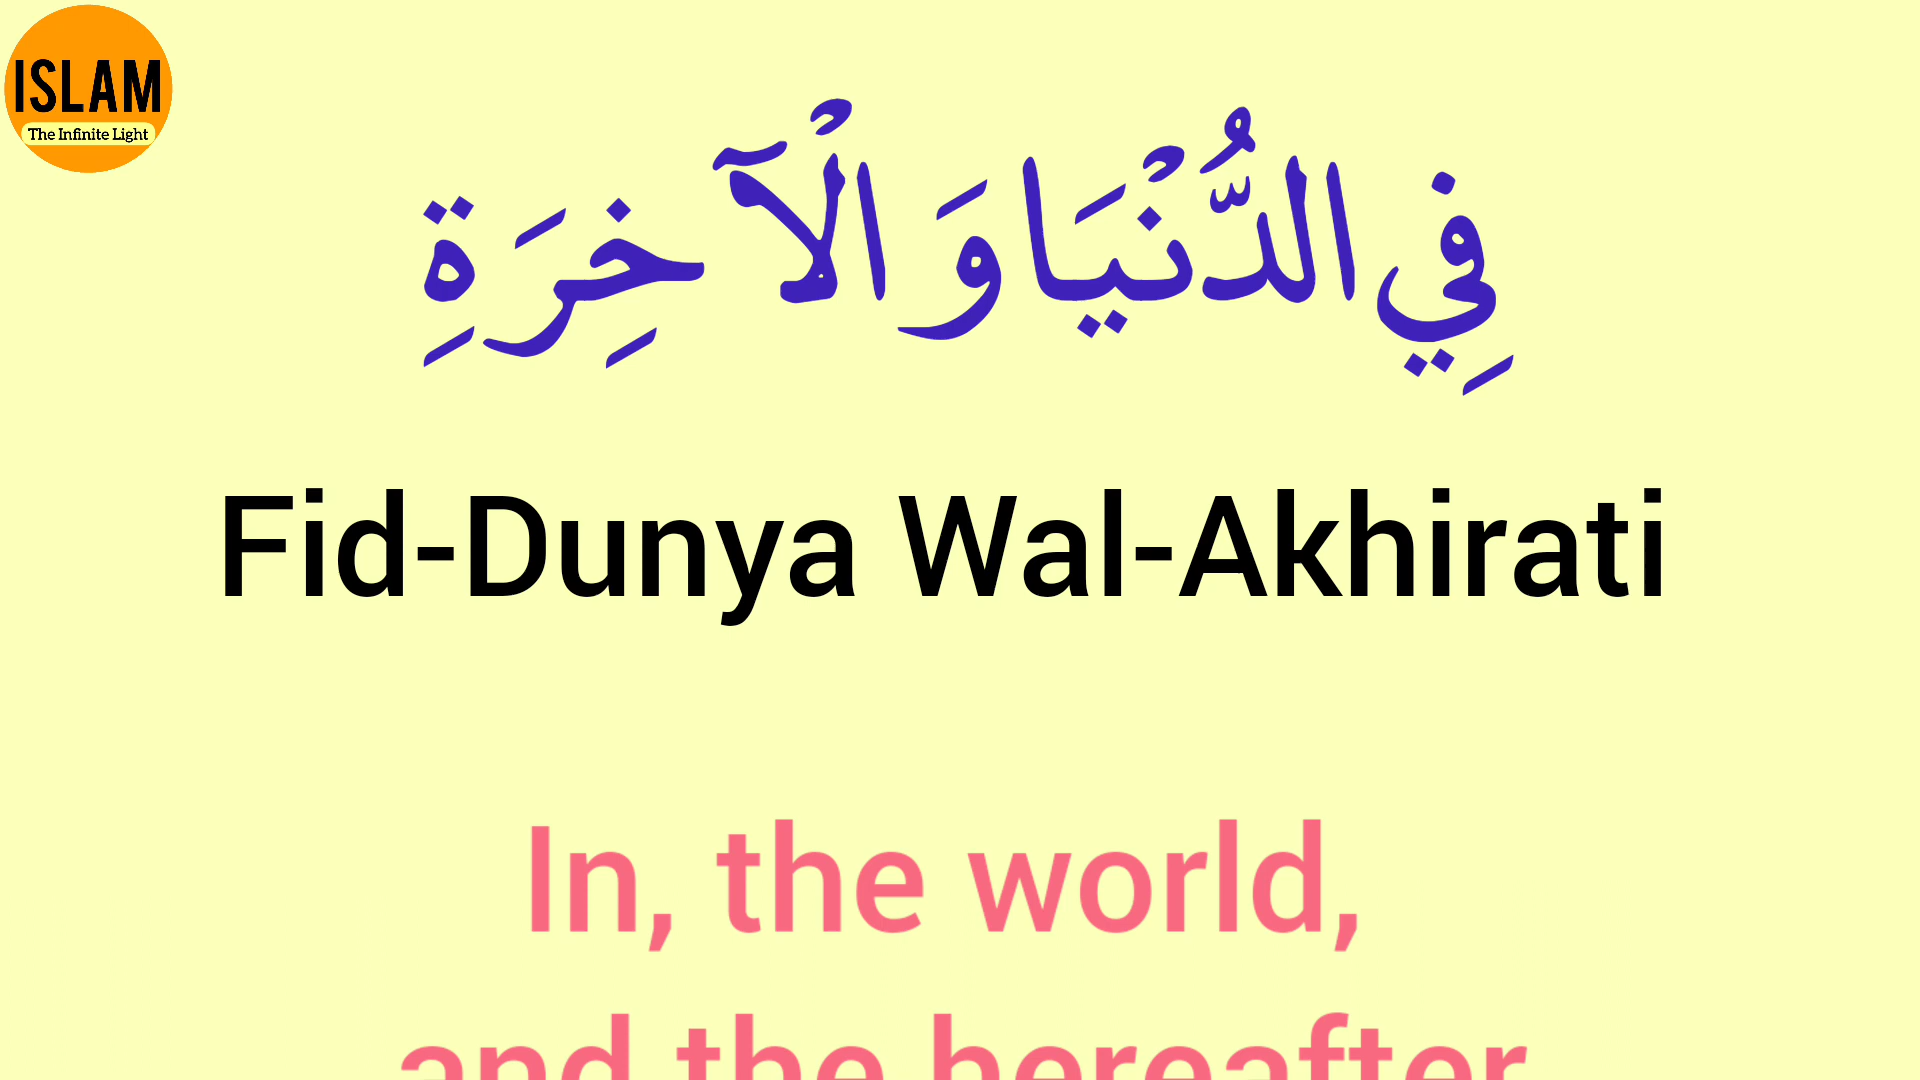 ISLAM
The Infinite Light
فِي الدُّنْيَا وَ الْآخِرَةِ
Fid-Dunya Wal-Akhirati
In, the world,
and the hereafter